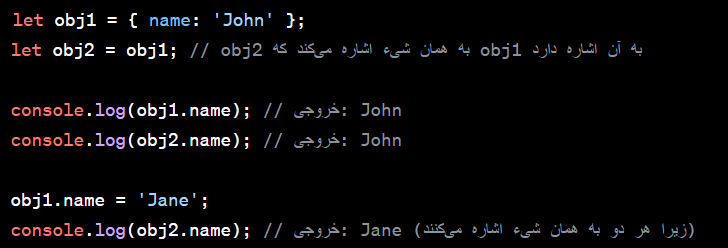 let obj1 = { name: 'John' };
let obj2 = obj1; // obj2 به همان شیء اشاره می‌کند که obj1 به آن اشاره دارد
console.log(obj1.name); // خروجی: John
console.log(obj2.name); // خروجی: John
obj1.name = 'Jane';
console.log(obj2.name); // خروجی: Jane (زیرا هر دو به همان شیء اشاره می‌کنند)